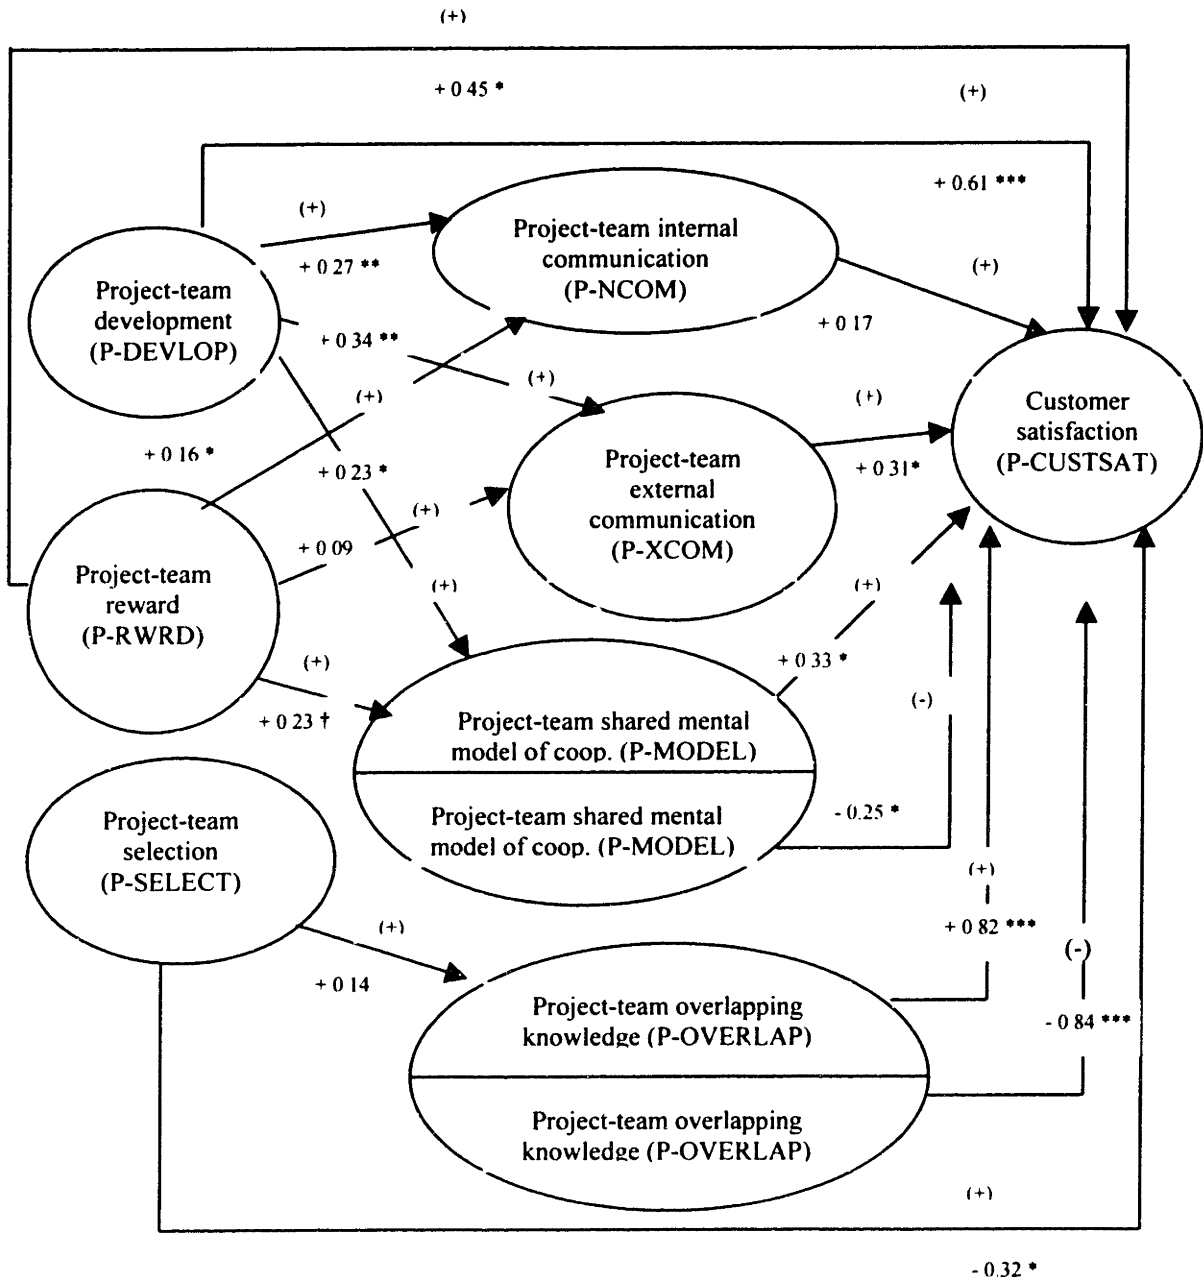 (+)
+ 0 45 *
(+)
+ 0.61 ***
(+)
Project-team internal
communication
(P-NCOM)
(+)
+ 0 27 **
Project-team
development
(P-DEVLOP)
+ 0 17
+ 0 34 **
(+)
(+)
(+)
Customer
satisfaction
(P-CUSTSAT)
+ 0 16 *
+ 0 23 *
Project-team
external
communication
(P-XCOM)
+ 0 31*
(+)
+ 0 09
Project-team
reward
(P-RWRD)
(+)
(+)
(+)
+ 0 33 *
+ 0 23 †
(-)
Project-team shared mental
model of coop. (P-MODEL)
Project-team shared mental
model of coop. (P-MODEL)
- 0.25 *
Project-team
selection
(P-SELECT)
(+)
(+)
+ 0 82 ***
(-)
+ 0 14
Project-team overlapping
knowledge (P-OVERLAP)
- 0 84 ***
Project-team overlapping
knowledge (P-OVERLAP)
(+)
- 0.32 *